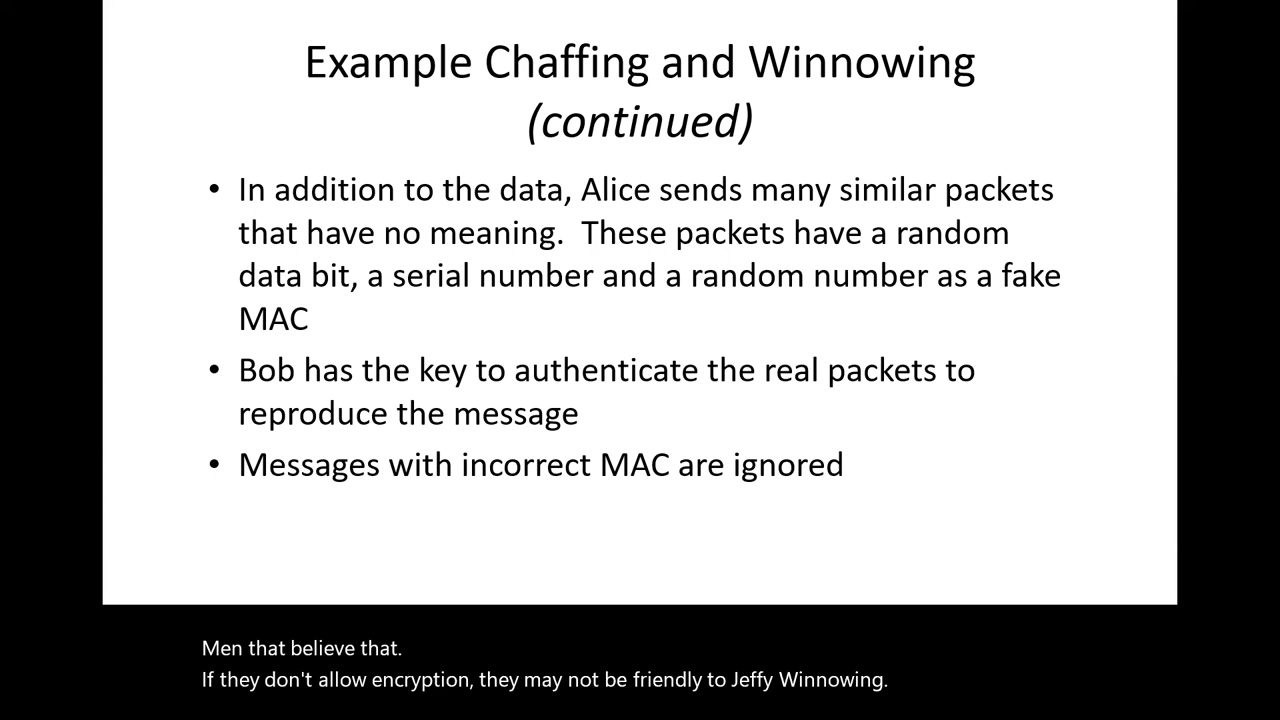 Example Chaffing and Winnowing
(continued)
• In addition to the data, Alice sends many similar packets
that have no meaning.  These packets have a random
data bit, a serial number and a random number as a fake
MAC
• Bob has the key to authenticate the real packets to
reproduce the message
• Messages with incorrect MAC are ignored
Men that believe that.
If they don't allow encryption, they may not be friendly to Jeffy Winnowing.